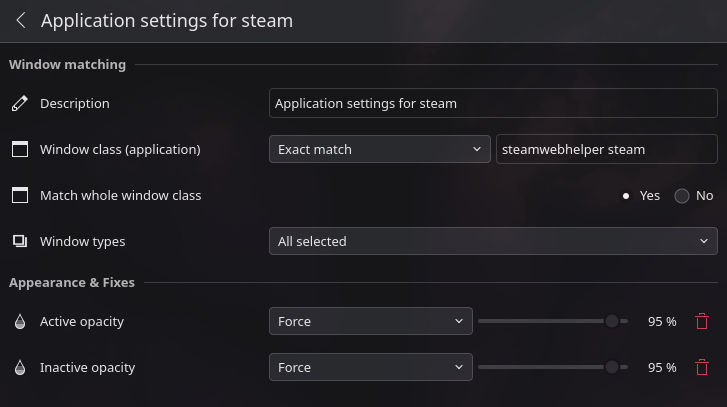 Application settings for steam
Window matching
Description Application settings for steam
Window class (application) Exact match steamwebhelper steam
Match whole window class Yes No
Window types All selected
Appearance & Fixes
Active opacity Force 95 %
Inactive opacity Force 95 %